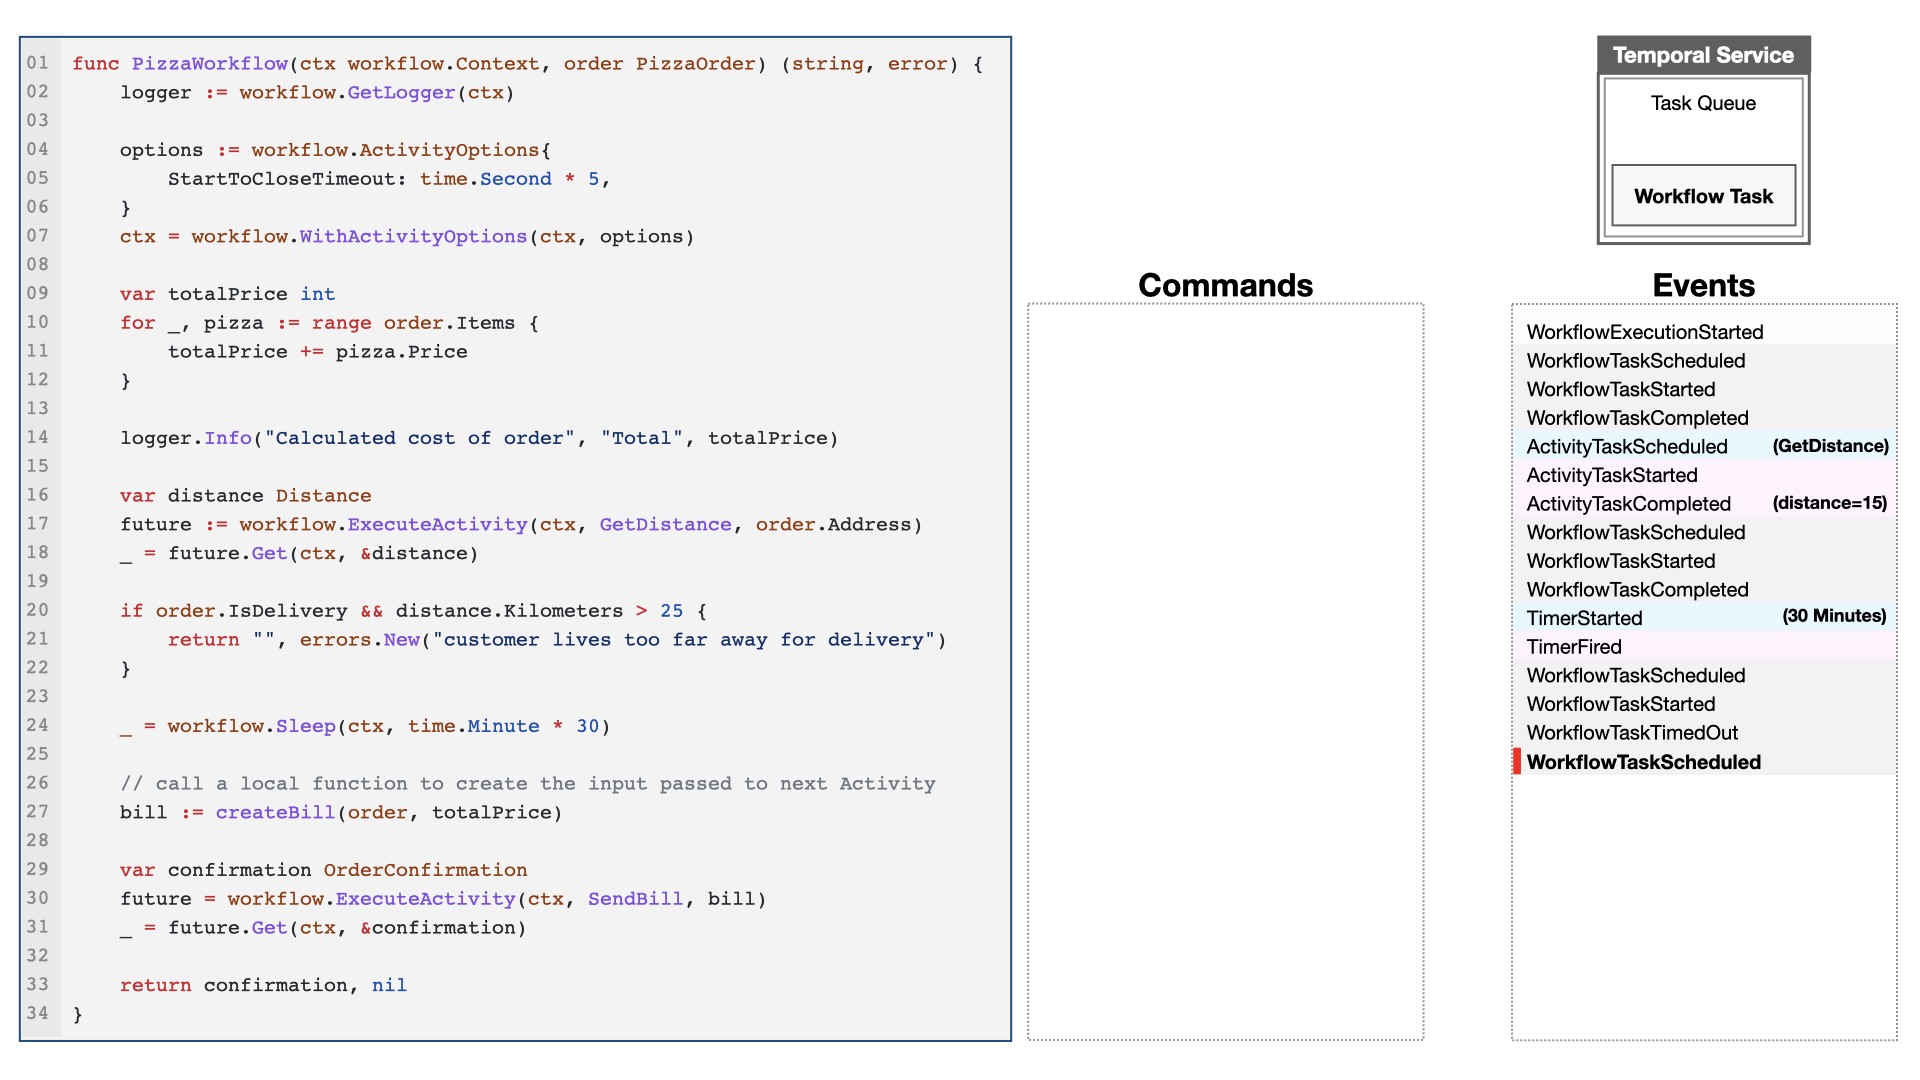 01 func PizzaWorkflow(ctx workflow.Context, order PizzaOrder) (string, error) {
02     logger := workflow.GetLogger(ctx)
03
04     options := workflow.ActivityOptions{
05         StartToCloseTimeout: time.Second * 5,
06     }
07     ctx = workflow.WithActivityOptions(ctx, options)
08
09     var totalPrice int
10     for _, pizza := range order.Items {
11         totalPrice += pizza.Price
12     }
13
14     logger.Info("Calculated cost of order", "Total", totalPrice)
15
16     var distance Distance
17     future := workflow.ExecuteActivity(ctx, GetDistance, order.Address)
18     _ = future.Get(ctx, &distance)
19
20     if order.IsDelivery && distance.Kilometers > 25 {
21         return "", errors.New("customer lives too far away for delivery")
22     }
23
24     _ = workflow.Sleep(ctx, time.Minute * 30)
25
26     // call a local function to create the input passed to next Activity
27     bill := createBill(order, totalPrice)
28
29     var confirmation OrderConfirmation
30     future = workflow.ExecuteActivity(ctx, SendBill, bill)
31     _ = future.Get(ctx, &confirmation)
32
33     return confirmation, nil
34 }
Commands
Temporal Service
Task Queue
Workflow Task
Events
WorkflowExecutionStarted
WorkflowTaskScheduled
WorkflowTaskStarted
WorkflowTaskCompleted
ActivityTaskScheduled (GetDistance)
ActivityTaskStarted
ActivityTaskCompleted (distance=15)
WorkflowTaskScheduled
WorkflowTaskStarted
WorkflowTaskCompleted
TimerStarted (30 Minutes)
TimerFired
WorkflowTaskScheduled
WorkflowTaskStarted
WorkflowTaskTimedOut
WorkflowTaskScheduled